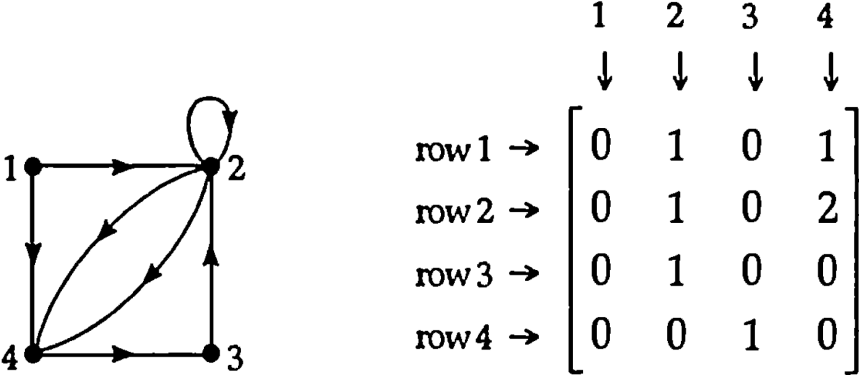 1 2 3 4
↓ ↓ ↓ ↓
row 1 → 0 1 0 1
row 2 → 0 1 0 2
row 3 → 0 1 0 0
row 4 → 0 0 1 0
1 2
4 3